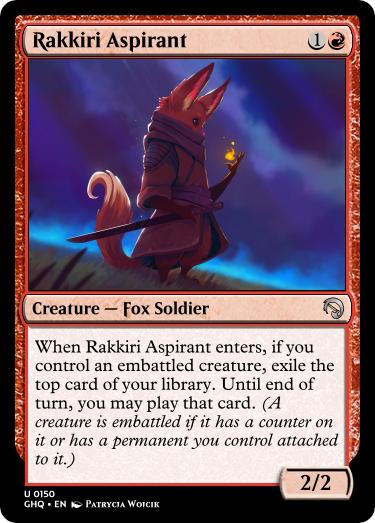 Rakkiri Aspirant 1
Creature — Fox Soldier
When Rakkiri Aspirant enters, if you
control an embattled creature, exile the
top card of your library. Until end of
turn, you may play that card. (A
creature is embattled if it has a counter on
it or has a permanent you control attached
to it.)
2/2
U 0150
GHQ • EN Patrycja Wojcik